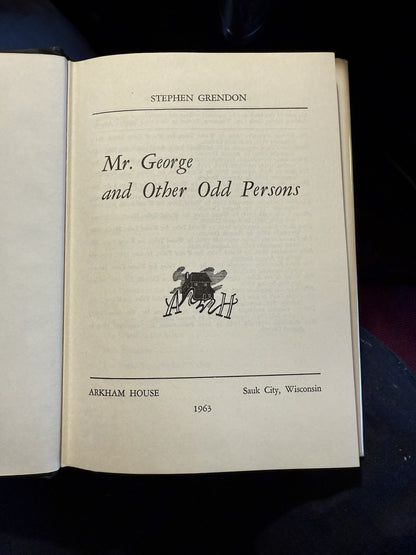 STEPHEN GRENDON
Mr. George
and Other Odd Persons
A H
ARKHAM HOUSE
Sauk City, Wisconsin
1963